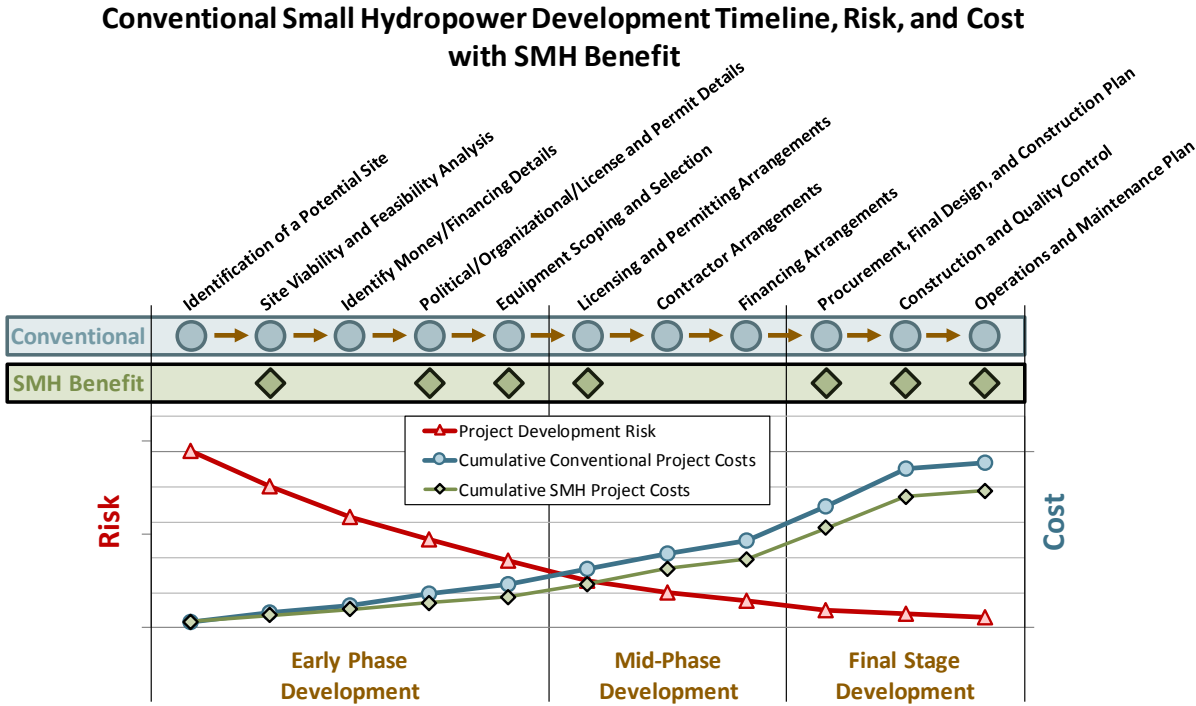 Conventional Small Hydropower Development Timeline, Risk, and Cost
with SMH Benefit
Identification of a Potential Site
Site Viability and Feasibility Analysis
Identify Money/Financing Details
Political/Organizational/License and Permit Details
Equipment Scoping and Selection
Licensing and Permitting Arrangements
Contractor Arrangements
Financing Arrangements
Procurement, Final Design, and Construction Plan
Construction and Quality Control
Operations and Maintenance Plan
Conventional
SMH Benefit
Project Development Risk
Cumulative Conventional Project Costs
Cumulative SMH Project Costs
Risk
Cost
Early Phase
Development
Mid-Phase
Development
Final Stage
Development